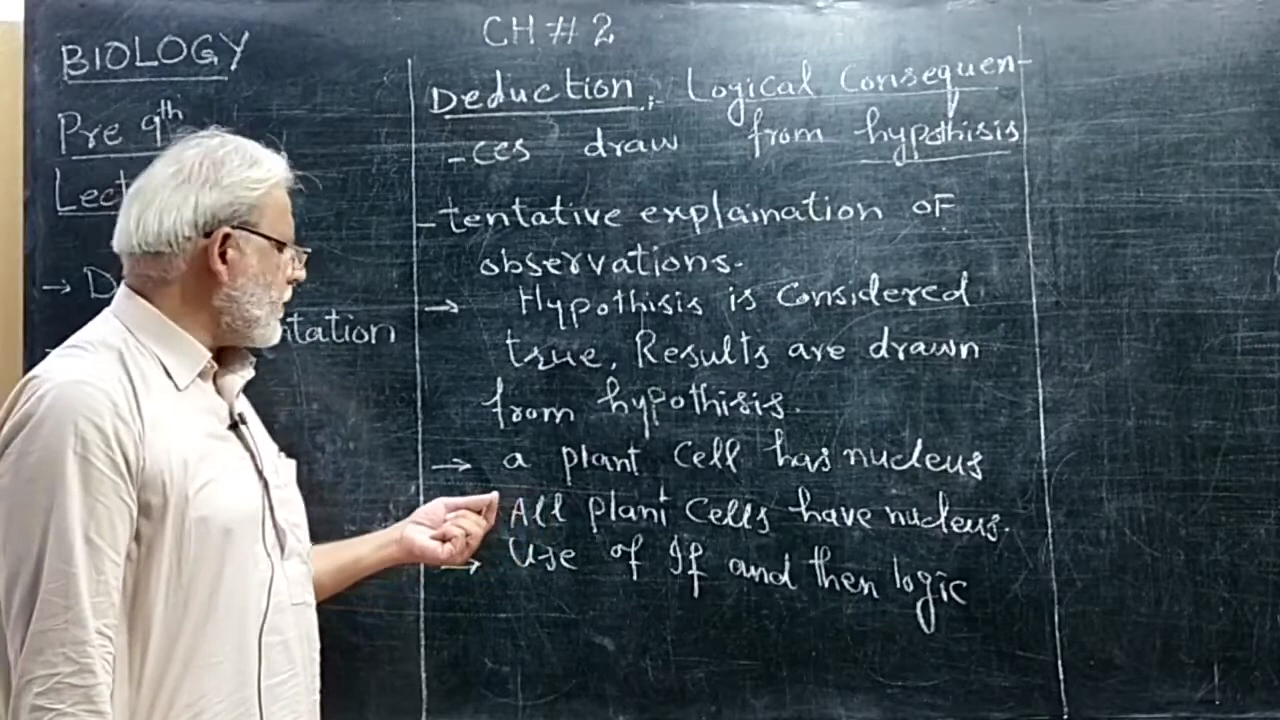 BIOLOGY
Pre 9th
CH # 2
Deduction :- Logical Consequen-
-ces draw from hypothisis
-tentative explaination of
observations.
→ Hypothisis is Considered
true, Results are drawn
from hypothisis.
→ a plant Cell has nucleus
All plant Cells have nucleus.
→ Use of If and then logic